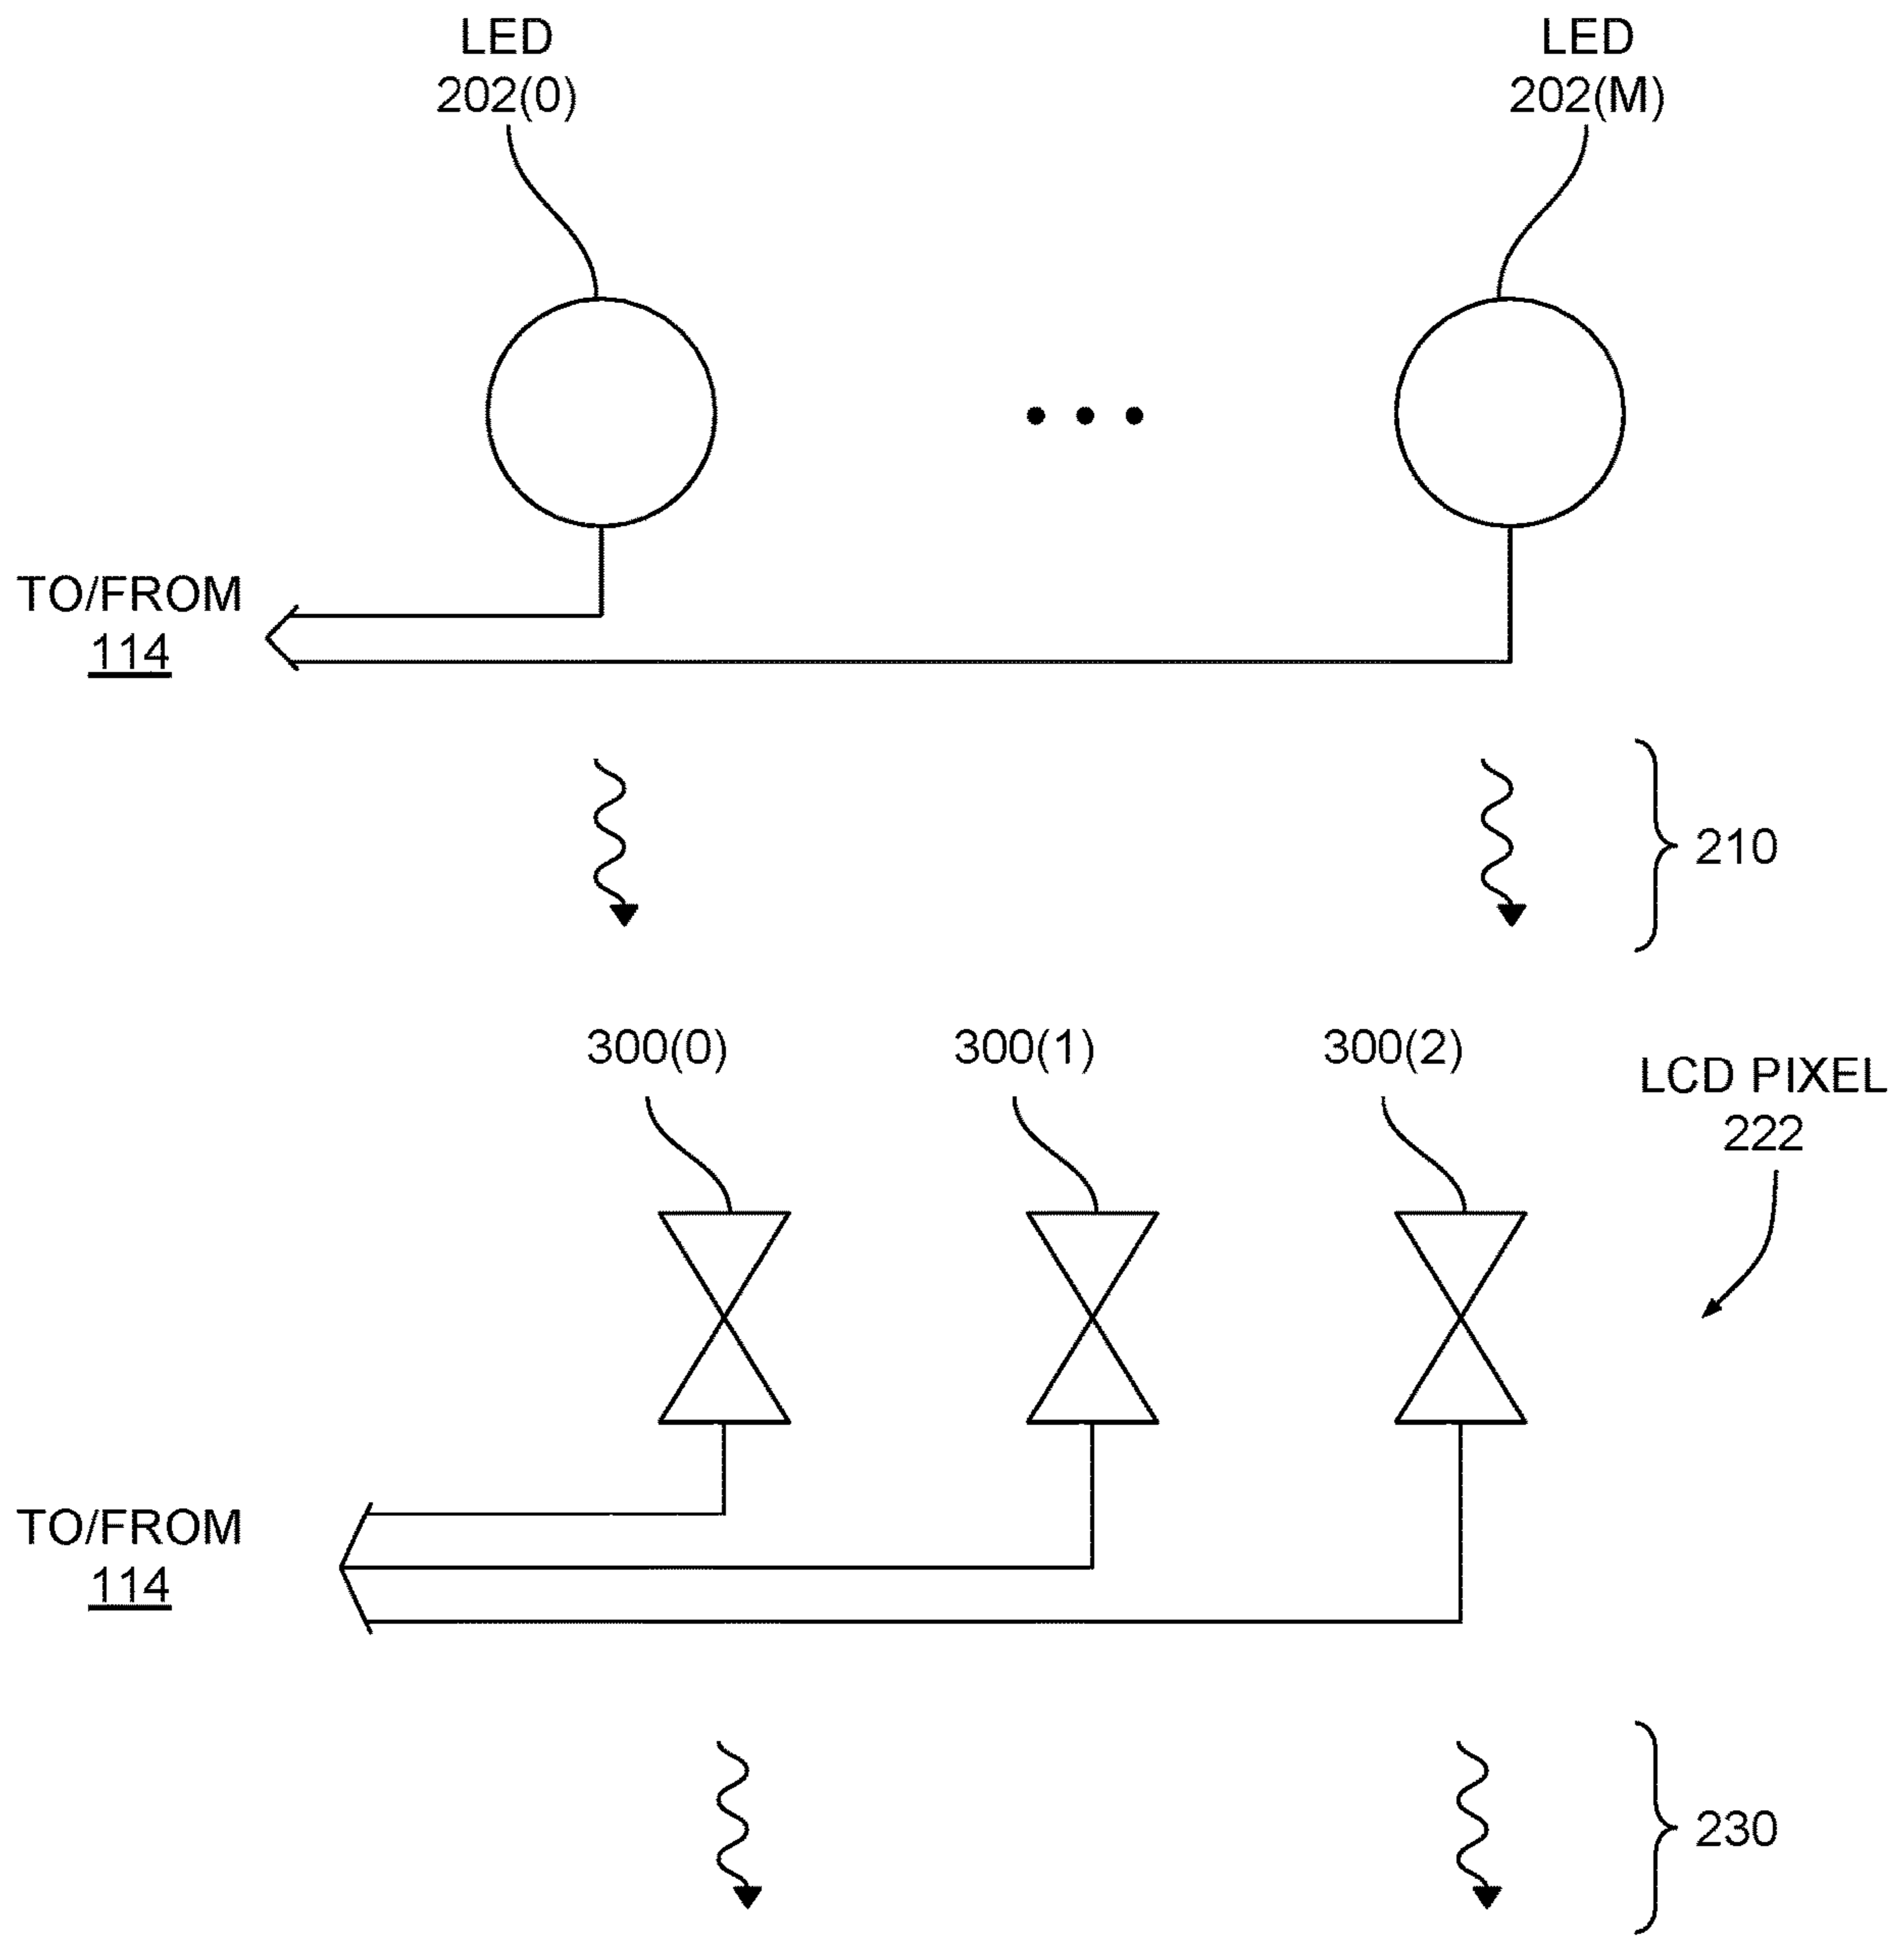 LED
202(0)
LED
202(M)
TO/FROM
114
210
300(0)
300(1)
300(2)
LCD PIXEL
222
TO/FROM
114
230